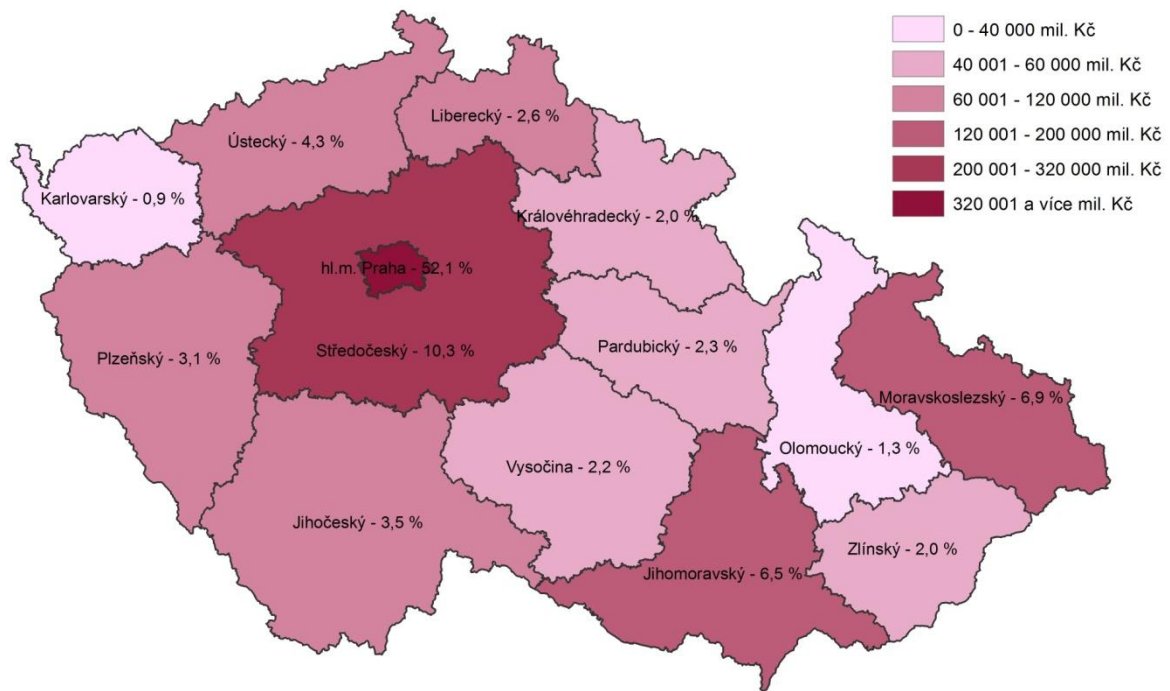 0 - 40 000 mil. Kč
40 001 - 60 000 mil. Kč
60 001 - 120 000 mil. Kč
120 001 - 200 000 mil. Kč
200 001 - 320 000 mil. Kč
320 001 a více mil. Kč
Liberecký - 2,6 %
Ústecký - 4,3 %
Karlovarský - 0,9 %
Královéhradecký - 2,0 %
hl.m. Praha - 52,1 %
Středočeský - 10,3 %
Pardubický - 2,3 %
Plzeňský - 3,1 %
Moravskoslezský - 6,9 %
Olomoucký - 1,3 %
Vysočina - 2,2 %
Jihočeský - 3,5 %
Zlínský - 2,0 %
Jihomoravský - 6,5 %